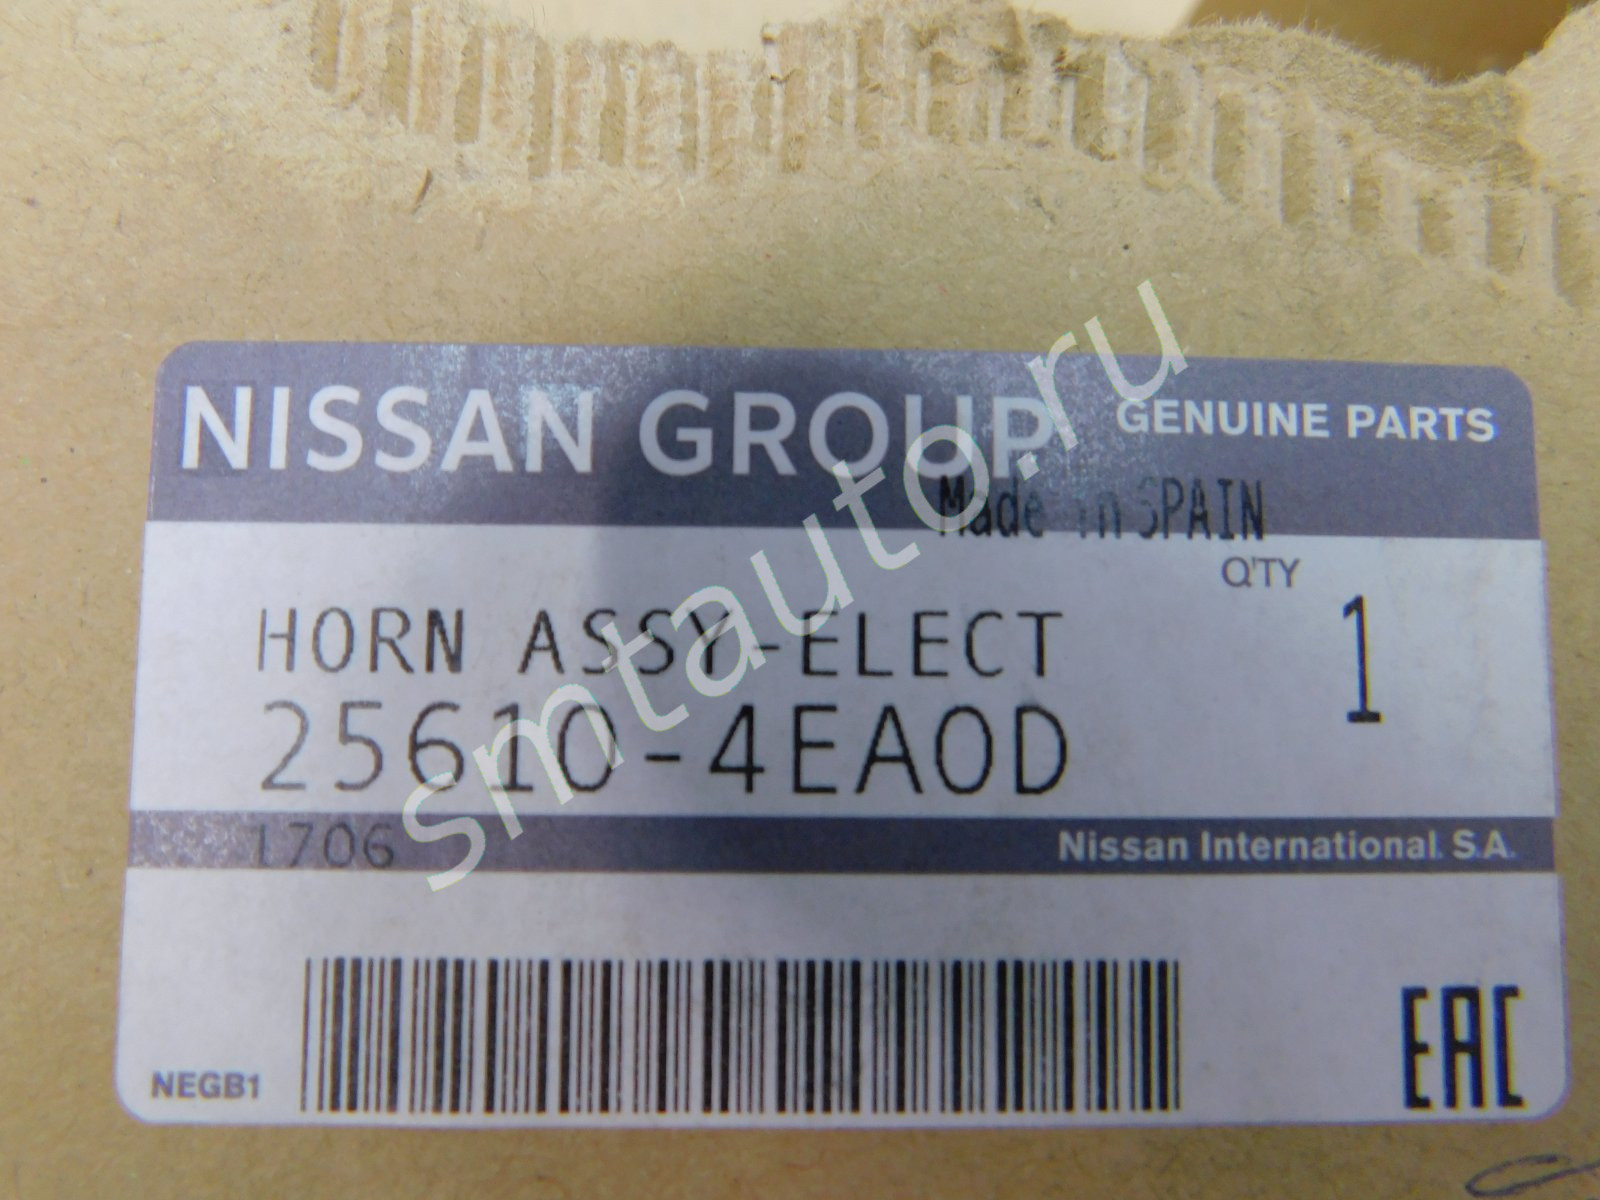 NISSAN GROUP GENUINE PARTS
Made in SPAIN
Q'TY
HORN ASSY-ELECT 1
25610-4EA0D
1706 Nissan International. S.A.
NEGB1 EAC
smtauto.ru